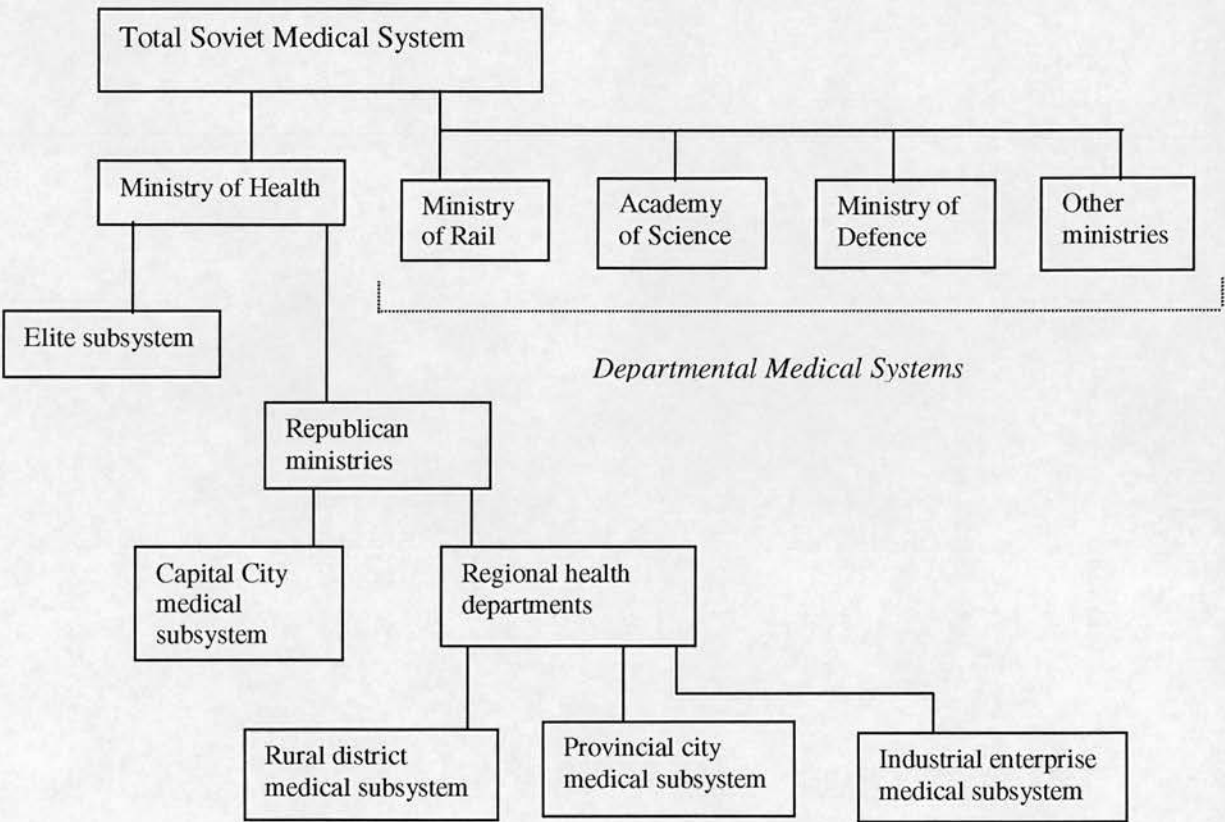 Total Soviet Medical System
Ministry of Health
Ministry
of Rail
Academy
of Science
Ministry of
Defence
Other
ministries
Elite subsystem
Departmental Medical Systems
Republican
ministries
Capital City
medical
subsystem
Regional health
departments
Rural district
medical subsystem
Provincial city
medical subsystem
Industrial enterprise
medical subsystem